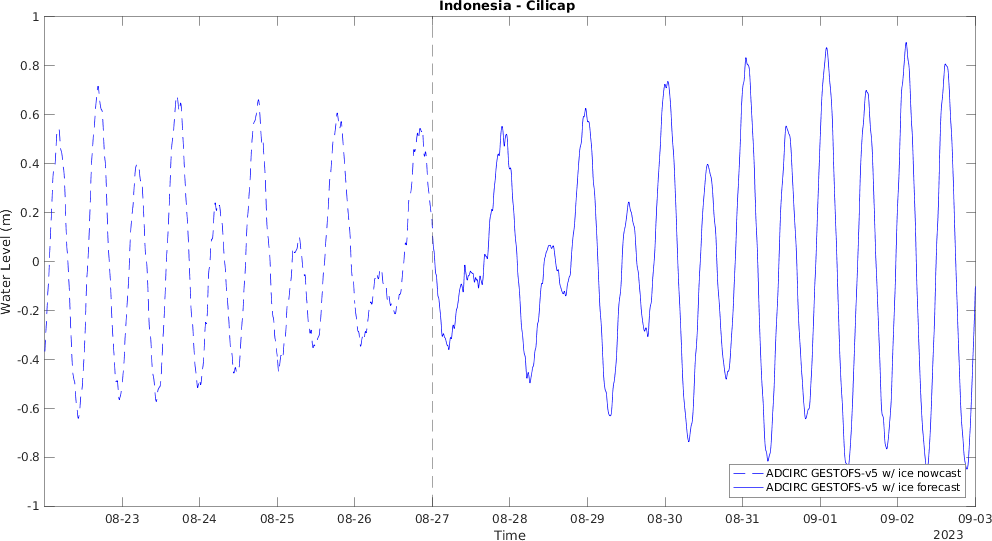 Indonesia - Cilicap
1
0.8
0.6
0.4
0.2
0
-0.2
-0.4
-0.6
-0.8
-1
Water Level (m)
ADCIRC GESTOFS-v5 w/ ice nowcast
ADCIRC GESTOFS-v5 w/ ice forecast
08-23 08-24 08-25 08-26 08-27 08-28 08-29 08-30 08-31 09-01 09-02 09-03
Time
2023